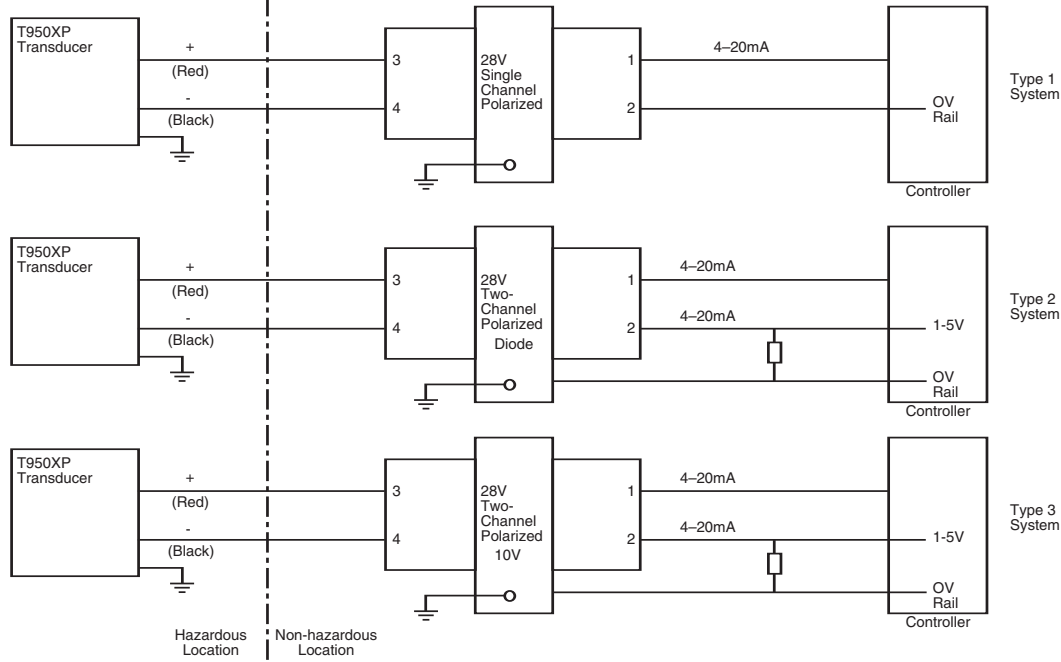 T950XP
Transducer
+
(Red)
-
(Black)
3
4
28V
Single
Channel
Polarized
1
2
4–20mA
OV
Rail
Controller
Type 1
System
T950XP
Transducer
+
(Red)
-
(Black)
3
4
28V
Two-
Channel
Polarized
Diode
1
2
4–20mA
4–20mA
1-5V
OV
Rail
Controller
Type 2
System
T950XP
Transducer
+
(Red)
-
(Black)
3
4
28V
Two-
Channel
Polarized
10V
1
2
4–20mA
4–20mA
1-5V
OV
Rail
Controller
Type 3
System
Hazardous
Location
Non-hazardous
Location